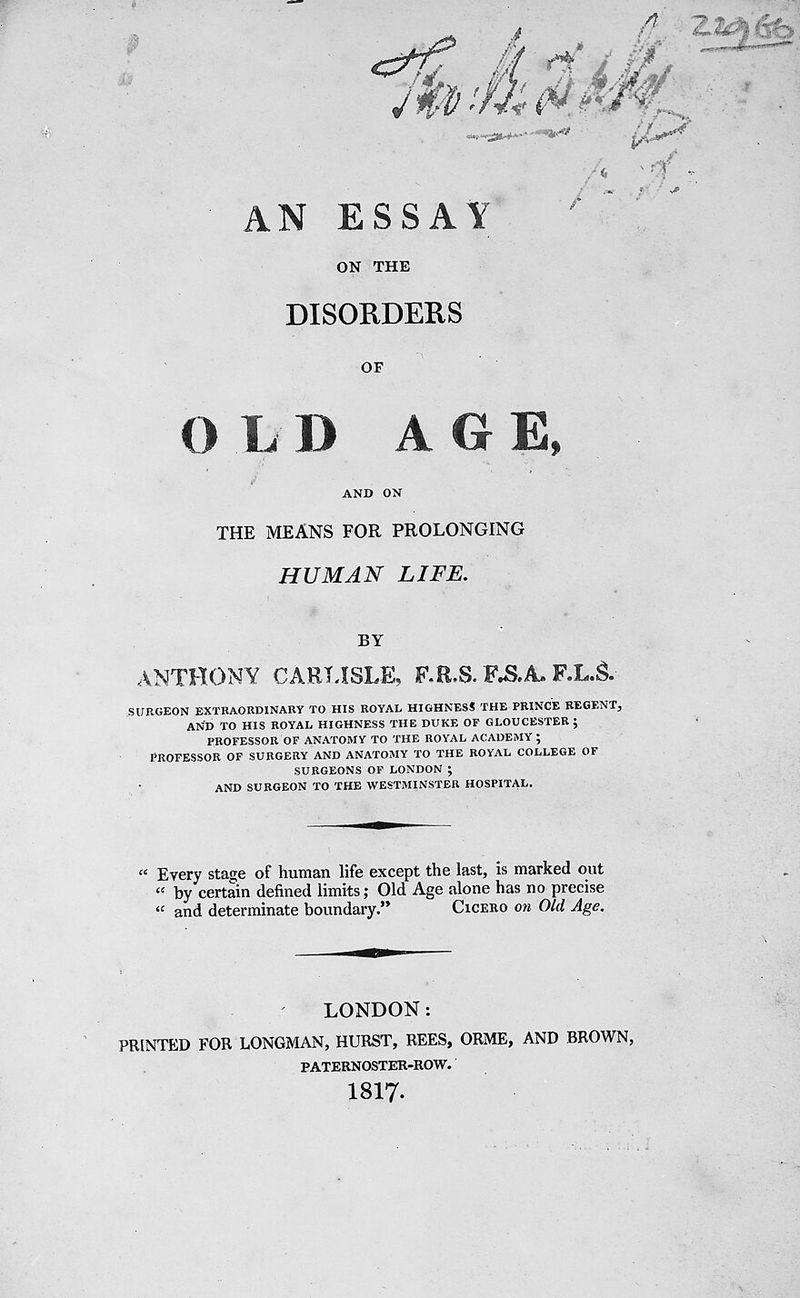 22966
Tho: B: Daly
AN ESSAY
ON THE
DISORDERS
OF
OLD AGE,
AND ON
THE MEANS FOR PROLONGING
HUMAN LIFE.
BY
ANTHONY CARLISLE, F.R.S. F.S.A. F.L.S.
SURGEON EXTRAORDINARY TO HIS ROYAL HIGHNESS THE PRINCE REGENT,
AND TO HIS ROYAL HIGHNESS THE DUKE OF GLOUCESTER;
PROFESSOR OF ANATOMY TO THE ROYAL ACADEMY;
PROFESSOR OF SURGERY AND ANATOMY TO THE ROYAL COLLEGE OF
SURGEONS OF LONDON;
AND SURGEON TO THE WESTMINSTER HOSPITAL.
“ Every stage of human life except the last, is marked out
“ by certain defined limits; Old Age alone has no precise
“ and determinate boundary.” CICERO on Old Age.
LONDON:
PRINTED FOR LONGMAN, HURST, REES, ORME, AND BROWN,
PATERNOSTER-ROW.
1817.